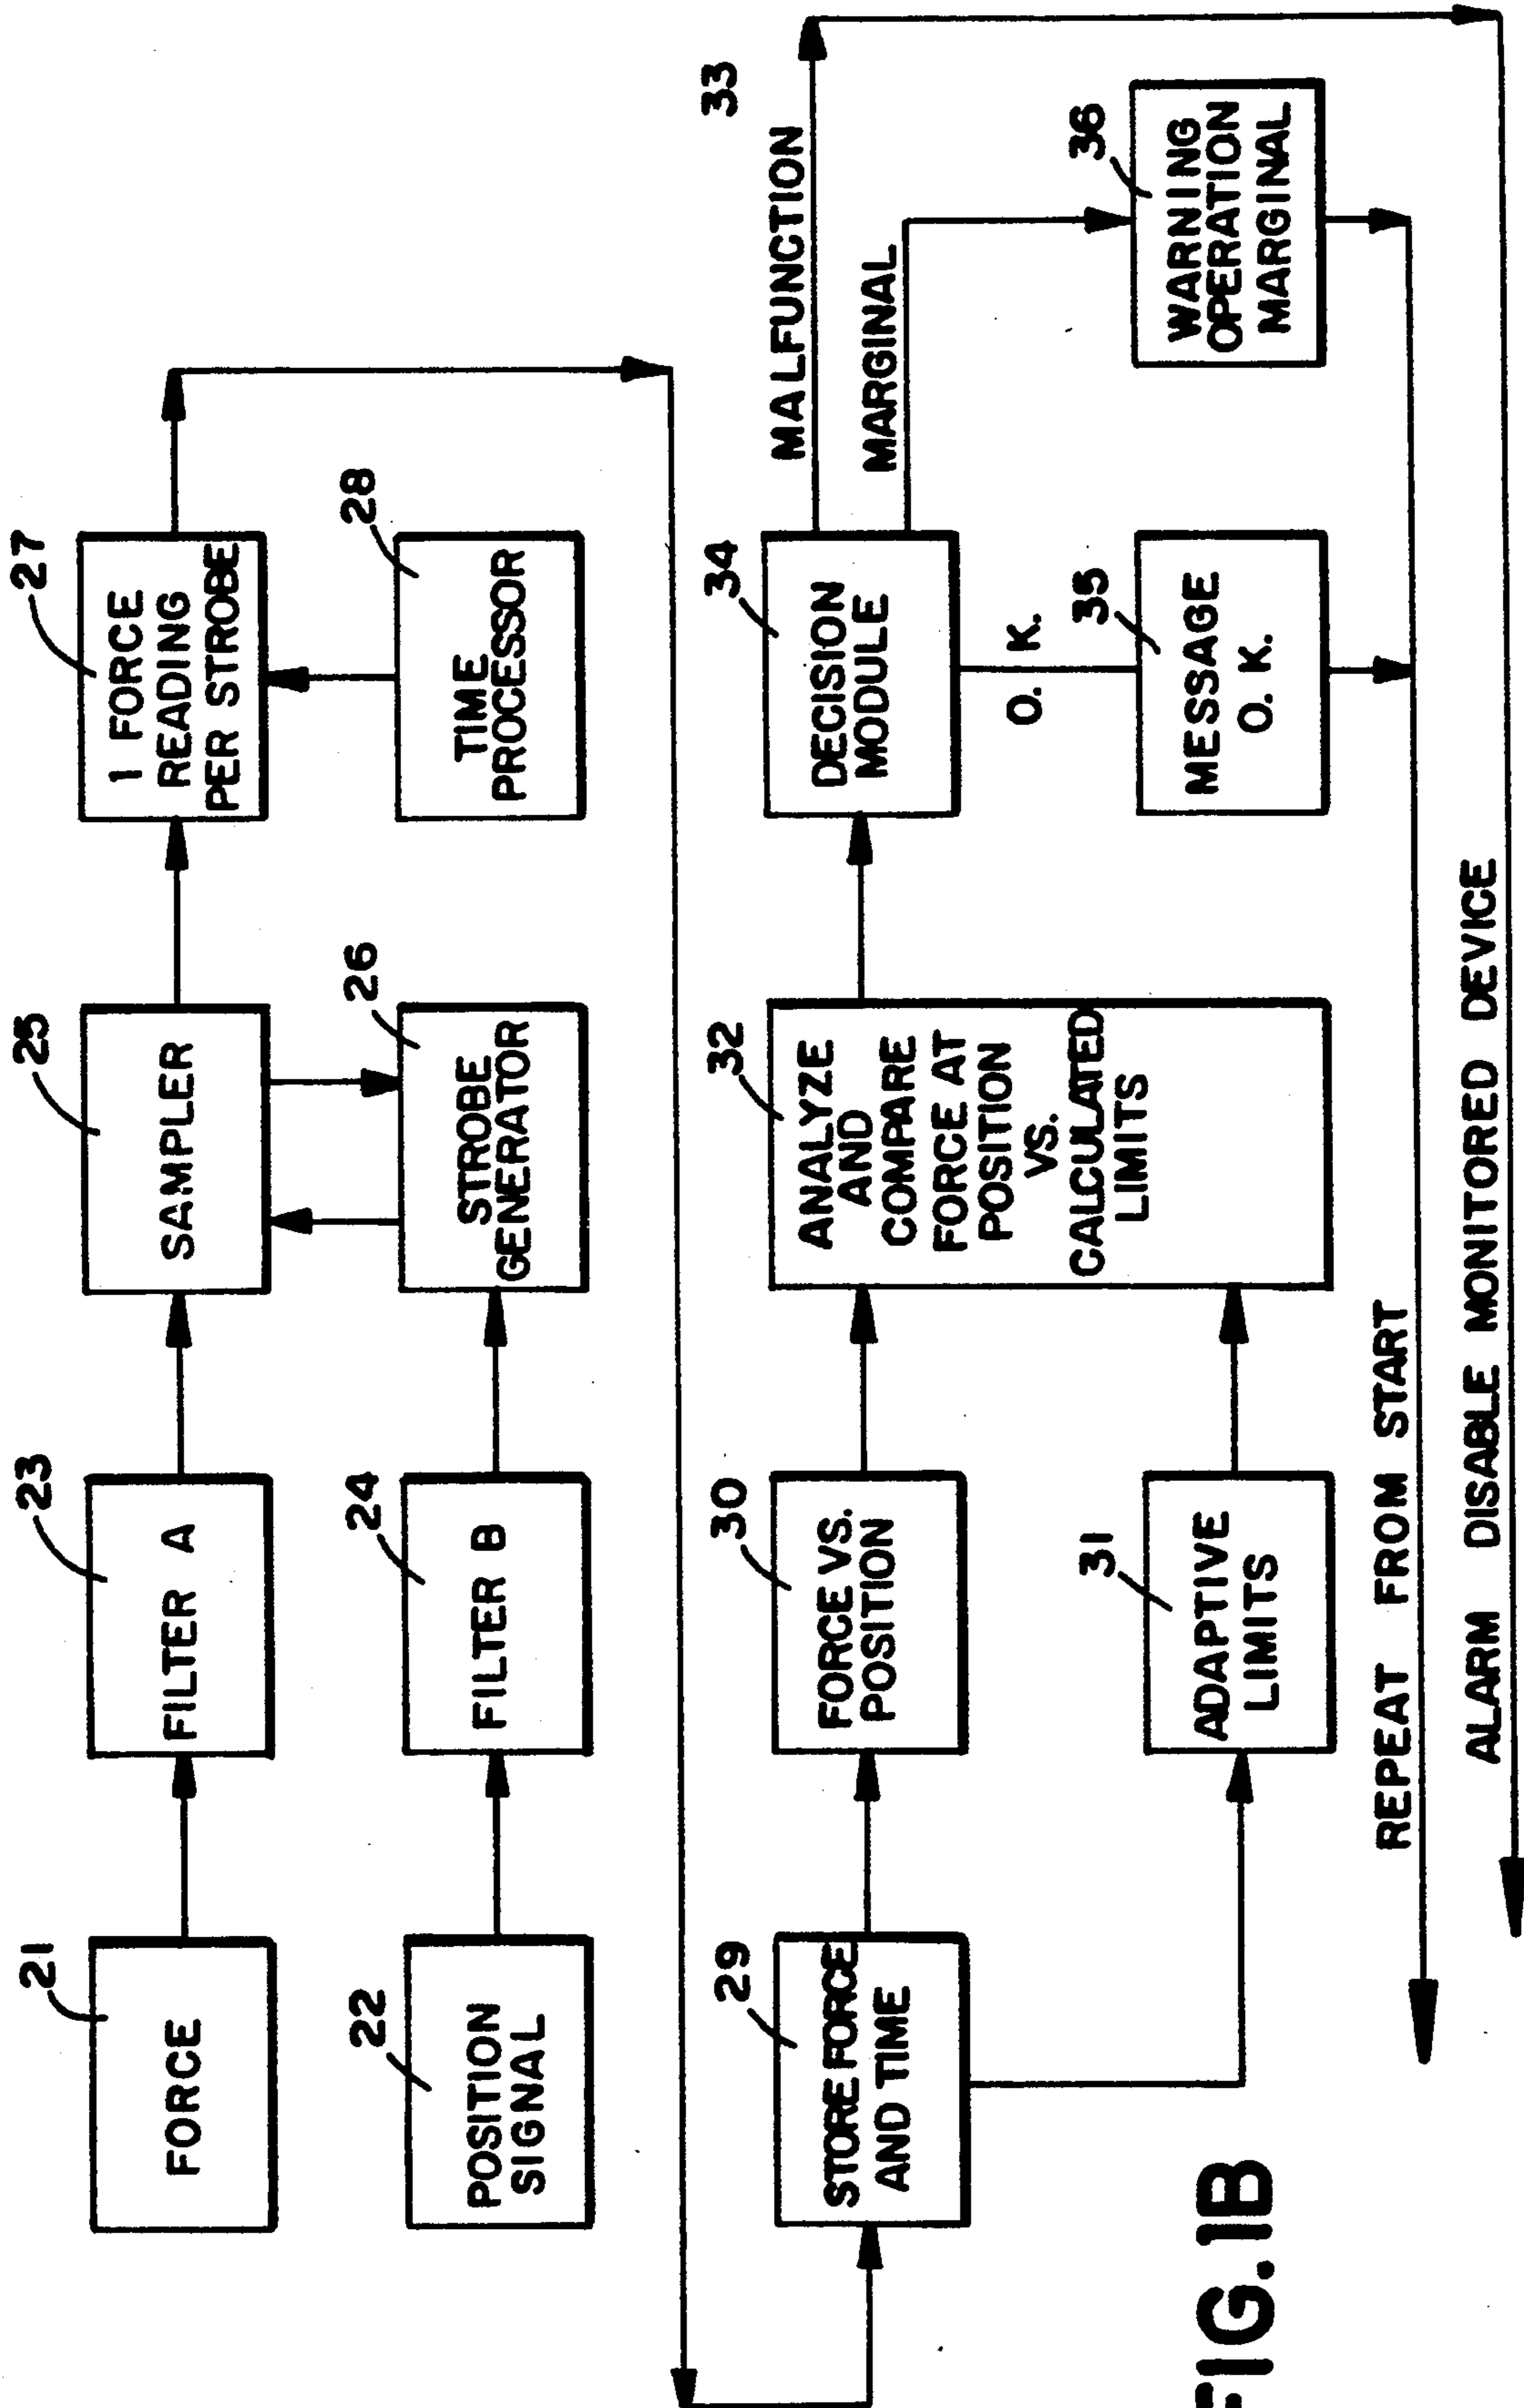 21
FORCE
23
FILTER A
25
SAMPLER
27
1 FORCE
READING
PER STROBE
22
POSITION
SIGNAL
24
FILTER B
26
STROBE
GENERATOR
28
TIME
PROCESSOR
29
STORE FORCE
AND TIME
30
FORCE VS.
POSITION
31
ADAPTIVE
LIMITS
32
ANALYZE
AND
COMPARE
FORCE AT
POSITION
VS.
CALCULATED
LIMITS
34
DECISION
MODULE
33
MALFUNCTION
MARGINAL
O. K.
35
MESSAGE
O. K.
36
WARNING
OPERATION
MARGINAL
REPEAT FROM START
ALARM DISABLE MONITORED DEVICE
FIG.1B